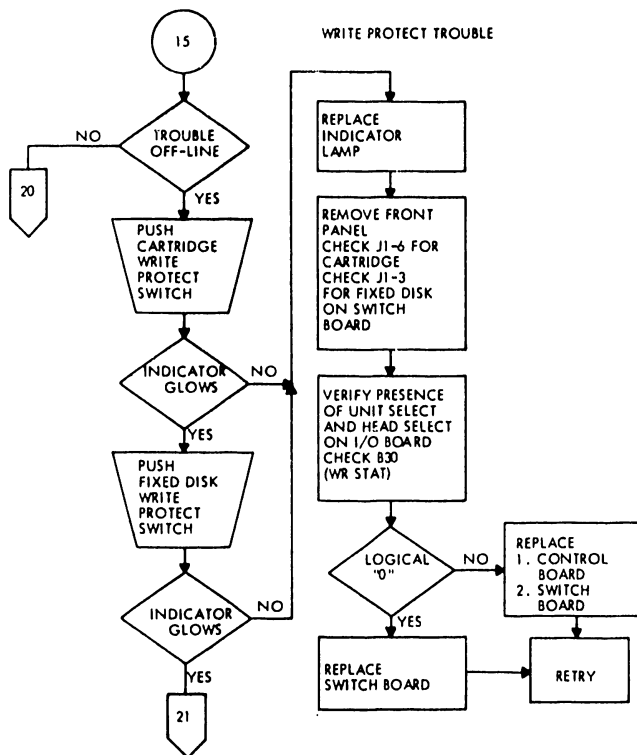 WRITE PROTECT TROUBLE
15
TROUBLE
OFF-LINE
NO
20
YES
PUSH
CARTRIDGE
WRITE
PROTECT
SWITCH
INDICATOR
GLOWS
NO
YES
PUSH
FIXED DISK
WRITE
PROTECT
SWITCH
INDICATOR
GLOWS
NO
YES
21
REPLACE
INDICATOR
LAMP
REMOVE FRONT
PANEL
CHECK J1-6 FOR
CARTRIDGE
CHECK J1-3
FOR FIXED DISK
ON SWITCH
BOARD
VERIFY PRESENCE
OF UNIT SELECT
AND HEAD SELECT
ON I/O BOARD
CHECK B30
(WR STAT)
LOGICAL
"0"
NO
YES
REPLACE
1. CONTROL
BOARD
2. SWITCH
BOARD
REPLACE
SWITCH BOARD
RETRY